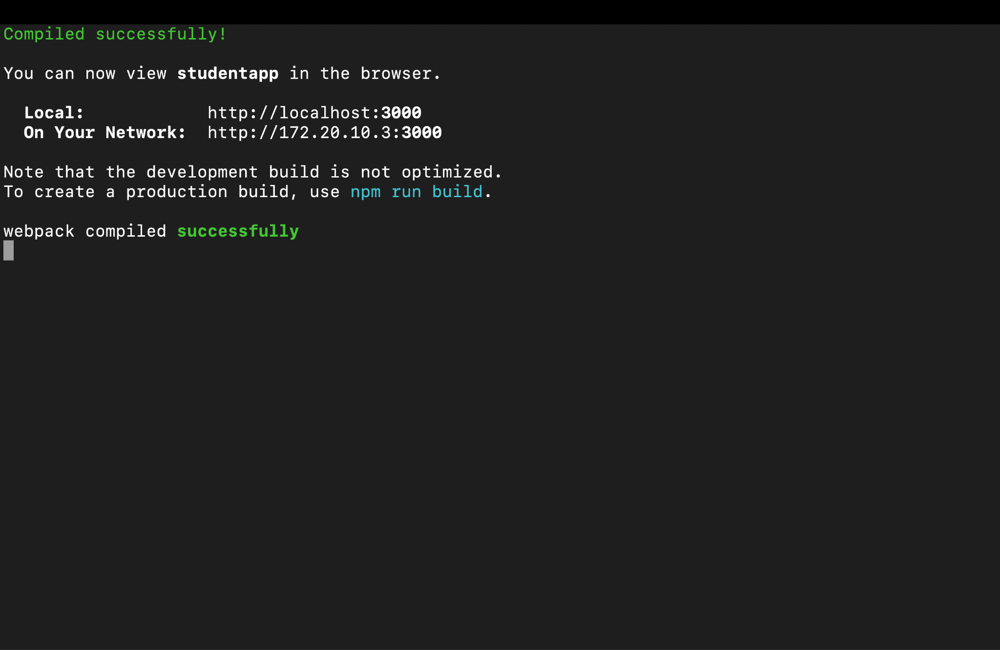 Compiled successfully!
You can now view studentapp in the browser.
Local: http://localhost:3000
On Your Network: http://172.20.10.3:3000
Note that the development build is not optimized.
To create a production build, use npm run build.
webpack compiled successfully